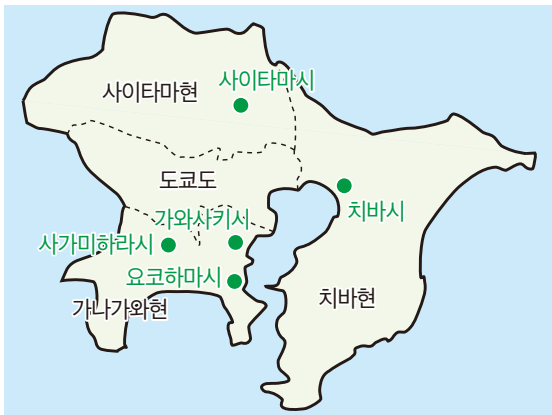 사이타마시
사이타마현
도쿄도
치바시
가와사키시
사가미하라시
요코하마시
치바현
가나가와현